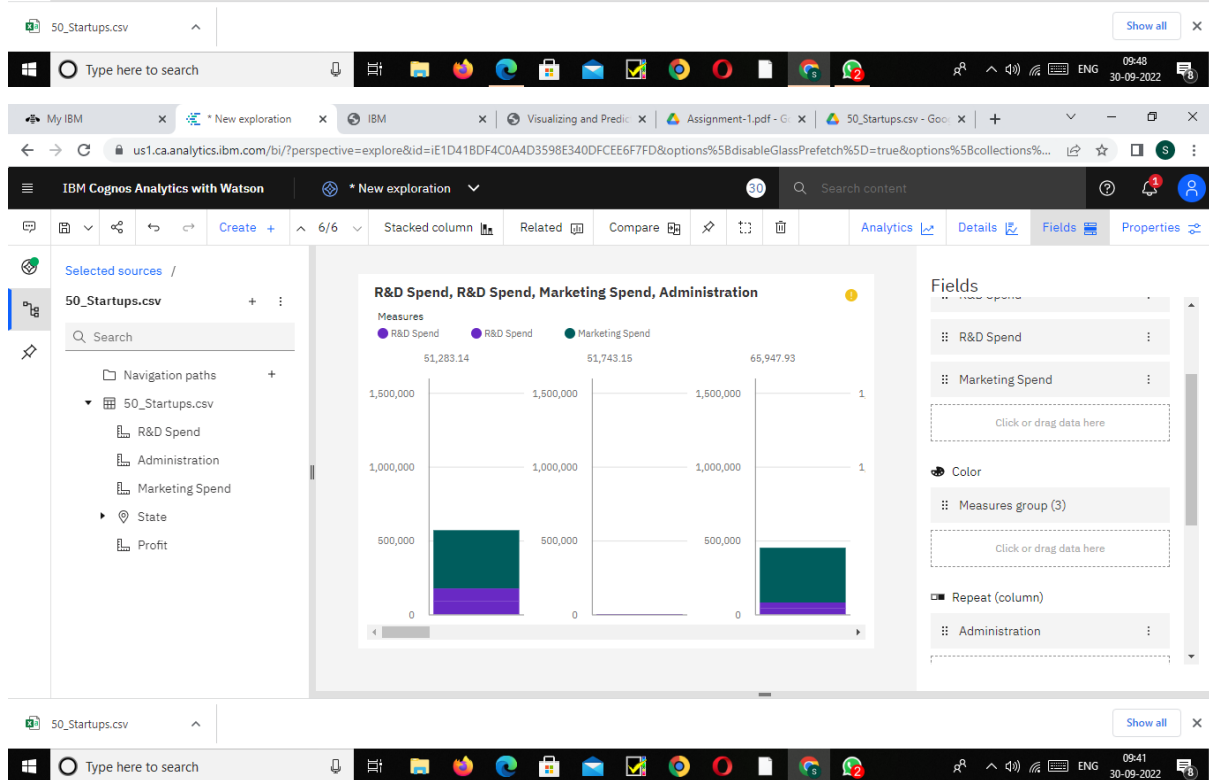 50_Startups.csv
Show all
Type here to search
ENG
09:48
30-09-2022
8
My IBM
* New exploration
IBM
Visualizing and Predic
Assignment-1.pdf - G
50_Startups.csv - Goo
us1.ca.analytics.ibm.com/bi/?perspective=explore&id=iE1D41BDF4C0A4D3598E340DFCEE6F7FD&options%5BdisableGlassPrefetch%5D=true&options%5Bcollections%...
S
IBM Cognos Analytics with Watson
* New exploration
30
Search content
1
Create +
6/6
Stacked column
Related
Compare
Analytics
Details
Fields
Properties
Selected sources /
50_Startups.csv
Search
Navigation paths
50_Startups.csv
R&D Spend
Administration
Marketing Spend
State
Profit
R&D Spend, R&D Spend, Marketing Spend, Administration
Measures
R&D Spend
R&D Spend
Marketing Spend
51,283.14
51,743.15
65,947.93
1,500,000
1,500,000
1,500,000
1
1,000,000
1,000,000
1,000,000
1
500,000
500,000
500,000
0
0
0
Fields
R&D Spend
R&D Spend
Marketing Spend
Click or drag data here
Color
Measures group (3)
Click or drag data here
Repeat (column)
Administration
50_Startups.csv
Show all
Type here to search
2
ENG
09:41
30-09-2022
8